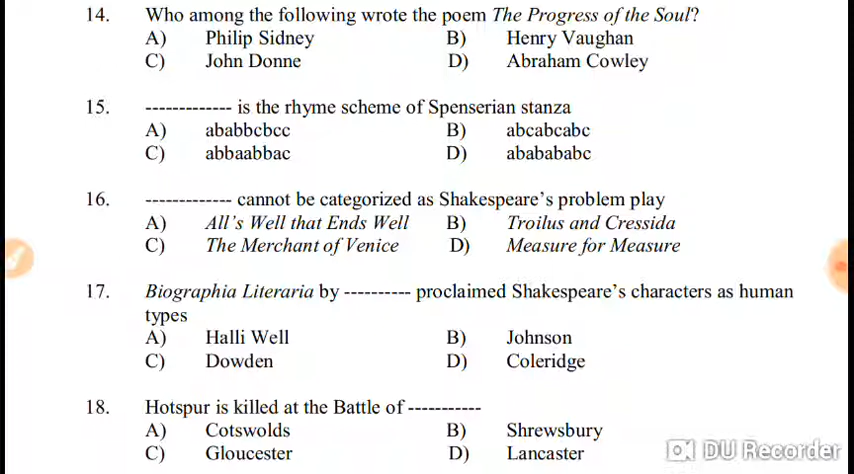 14. Who among the following wrote the poem The Progress of the Soul?
A) Philip Sidney B) Henry Vaughan
C) John Donne D) Abraham Cowley
15. ------------- is the rhyme scheme of Spenserian stanza
A) ababbcbcc B) abcabcabc
C) abbaabbac D) ababababc
16. ------------- cannot be categorized as Shakespeare's problem play
A) All's Well that Ends Well B) Troilus and Cressida
C) The Merchant of Venice D) Measure for Measure
17. Biographia Literaria by ---------- proclaimed Shakespeare's characters as human
types
A) Halli Well B) Johnson
C) Dowden D) Coleridge
18. Hotspur is killed at the Battle of -----------
A) Cotswolds B) Shrewsbury
C) Gloucester D) Lancaster
DU Recorder